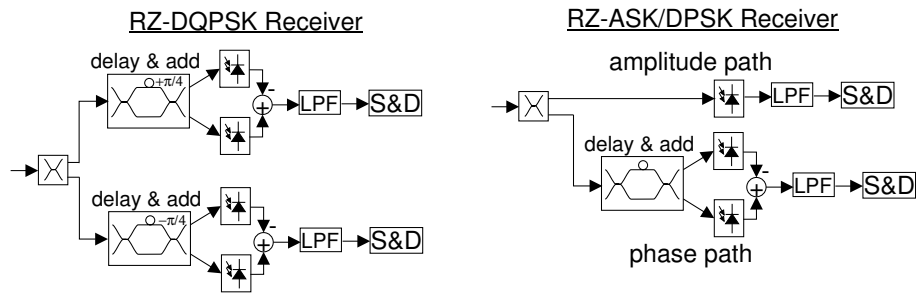 RZ-DQPSK Receiver
delay & add
+π/4
-
+
LPF
S&D
delay & add
−π/4
-
+
LPF
S&D
RZ-ASK/DPSK Receiver
amplitude path
LPF
S&D
delay & add
-
+
LPF
S&D
phase path